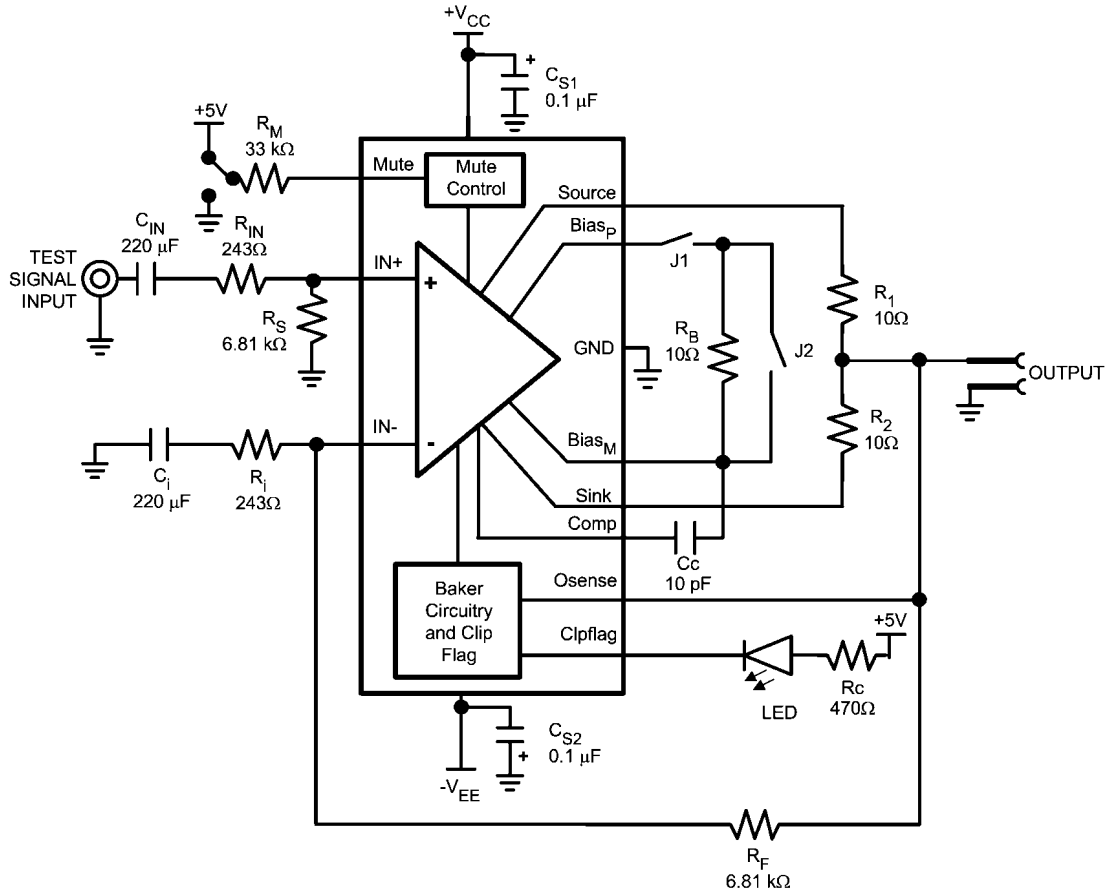 +VCC
+
CS1
0.1 µF
+5V
RM
33 kΩ
Mute
Mute
Control
Source
BiasP
CIN
220 µF
RIN
243Ω
TEST
SIGNAL
INPUT
IN+
+
J1
R1
10Ω
RS
6.81 kΩ
GND
RB
10Ω
J2
OUTPUT
R2
10Ω
IN-
-
BiasM
Ci
220 µF
Ri
243Ω
Sink
Comp
Cc
10 pF
Baker
Circuitry
and Clip
Flag
Osense
Clpflag
+5V
LED
Rc
470Ω
CS2
0.1 µF
+
-VEE
RF
6.81 kΩ